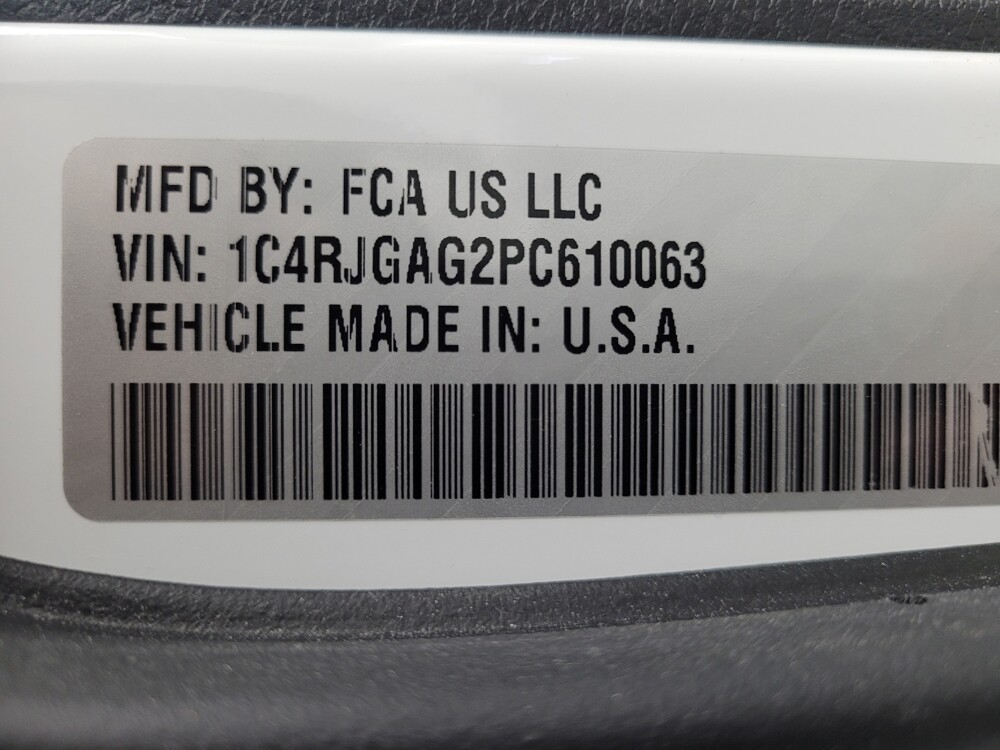 MFD BY: FCA US LLC
VIN: 1C4RJGAG2PC610063
VEHICLE MADE IN: U.S.A.